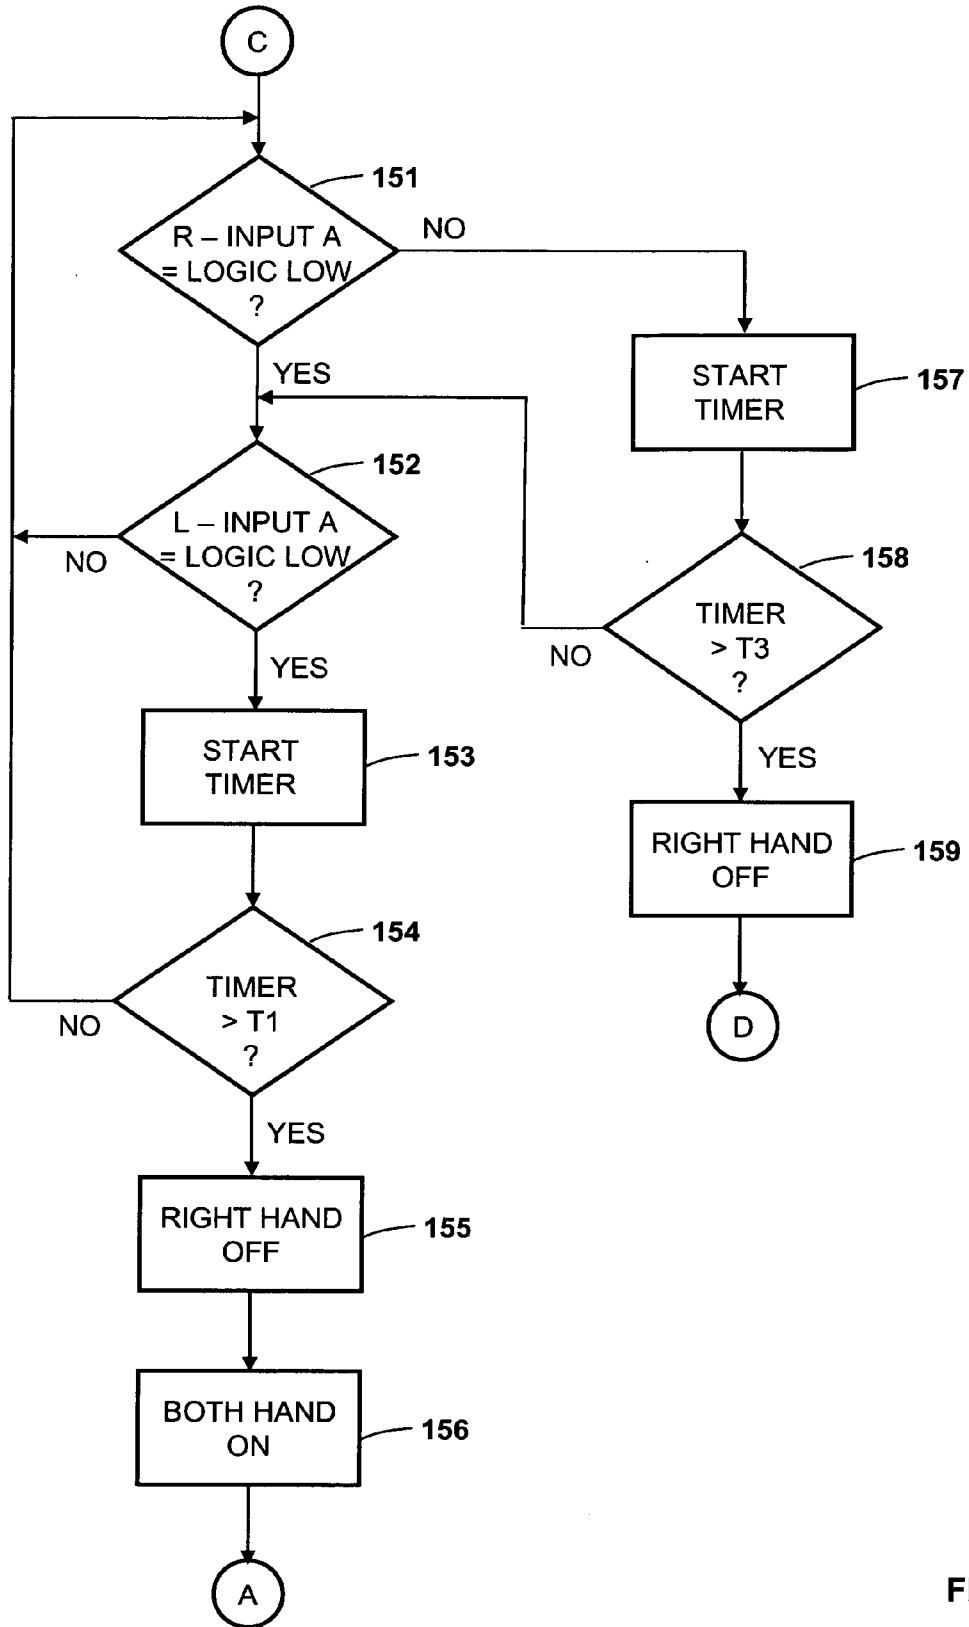 C
151
R – INPUT A
= LOGIC LOW
?
NO
YES
START
TIMER
157
152
L – INPUT A
= LOGIC LOW
?
NO
YES
158
TIMER
> T3
?
NO
YES
START
TIMER
153
RIGHT HAND
OFF
159
154
TIMER
> T1
?
NO
YES
D
RIGHT HAND
OFF
155
BOTH HAND
ON
156
A